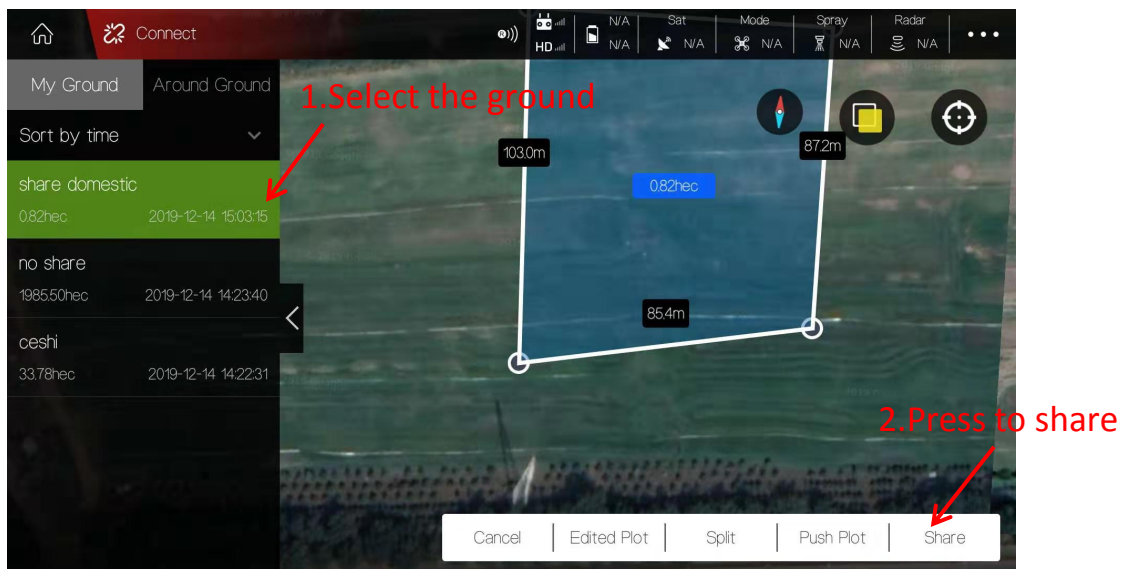 Connect
HD
N/A
N/A
Sat
N/A
Mode
N/A
Spray
N/A
Radar
N/A
My Ground
Around Ground
1.Select the ground
Sort by time
share domestic
0.82hec 2019-12-14 15:03:15
no share
1985.50hec 2019-12-14 14:23:40
ceshi
33.78hec 2019-12-14 14:22:31
103.0m
87.2m
0.82hec
85.4m
2.Press to share
Cancel Edited Plot Split Push Plot Share